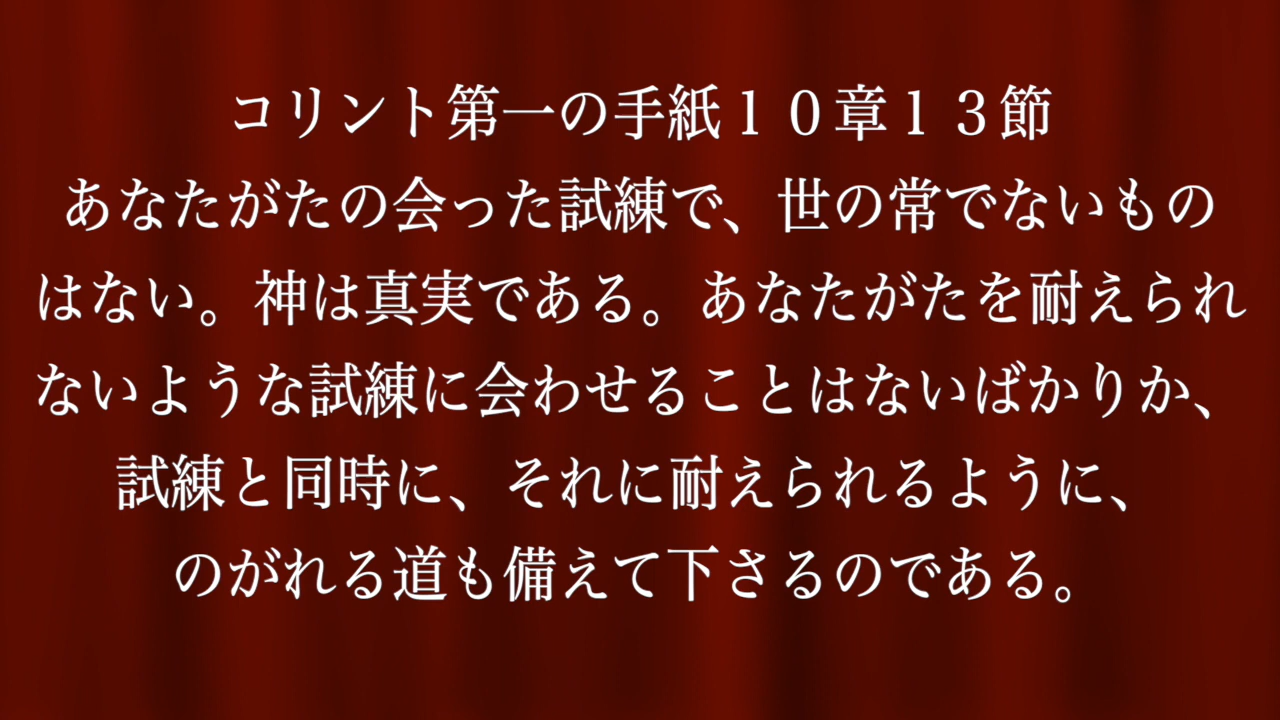 コリント第一の手紙１０章１３節
あなたがたの会った試練で、世の常でないもの
はない。神は真実である。あなたがたを耐えられ
ないような試練に会わせることはないばかりか、
試練と同時に、それに耐えられるように、
のがれる道も備えて下さるのである。